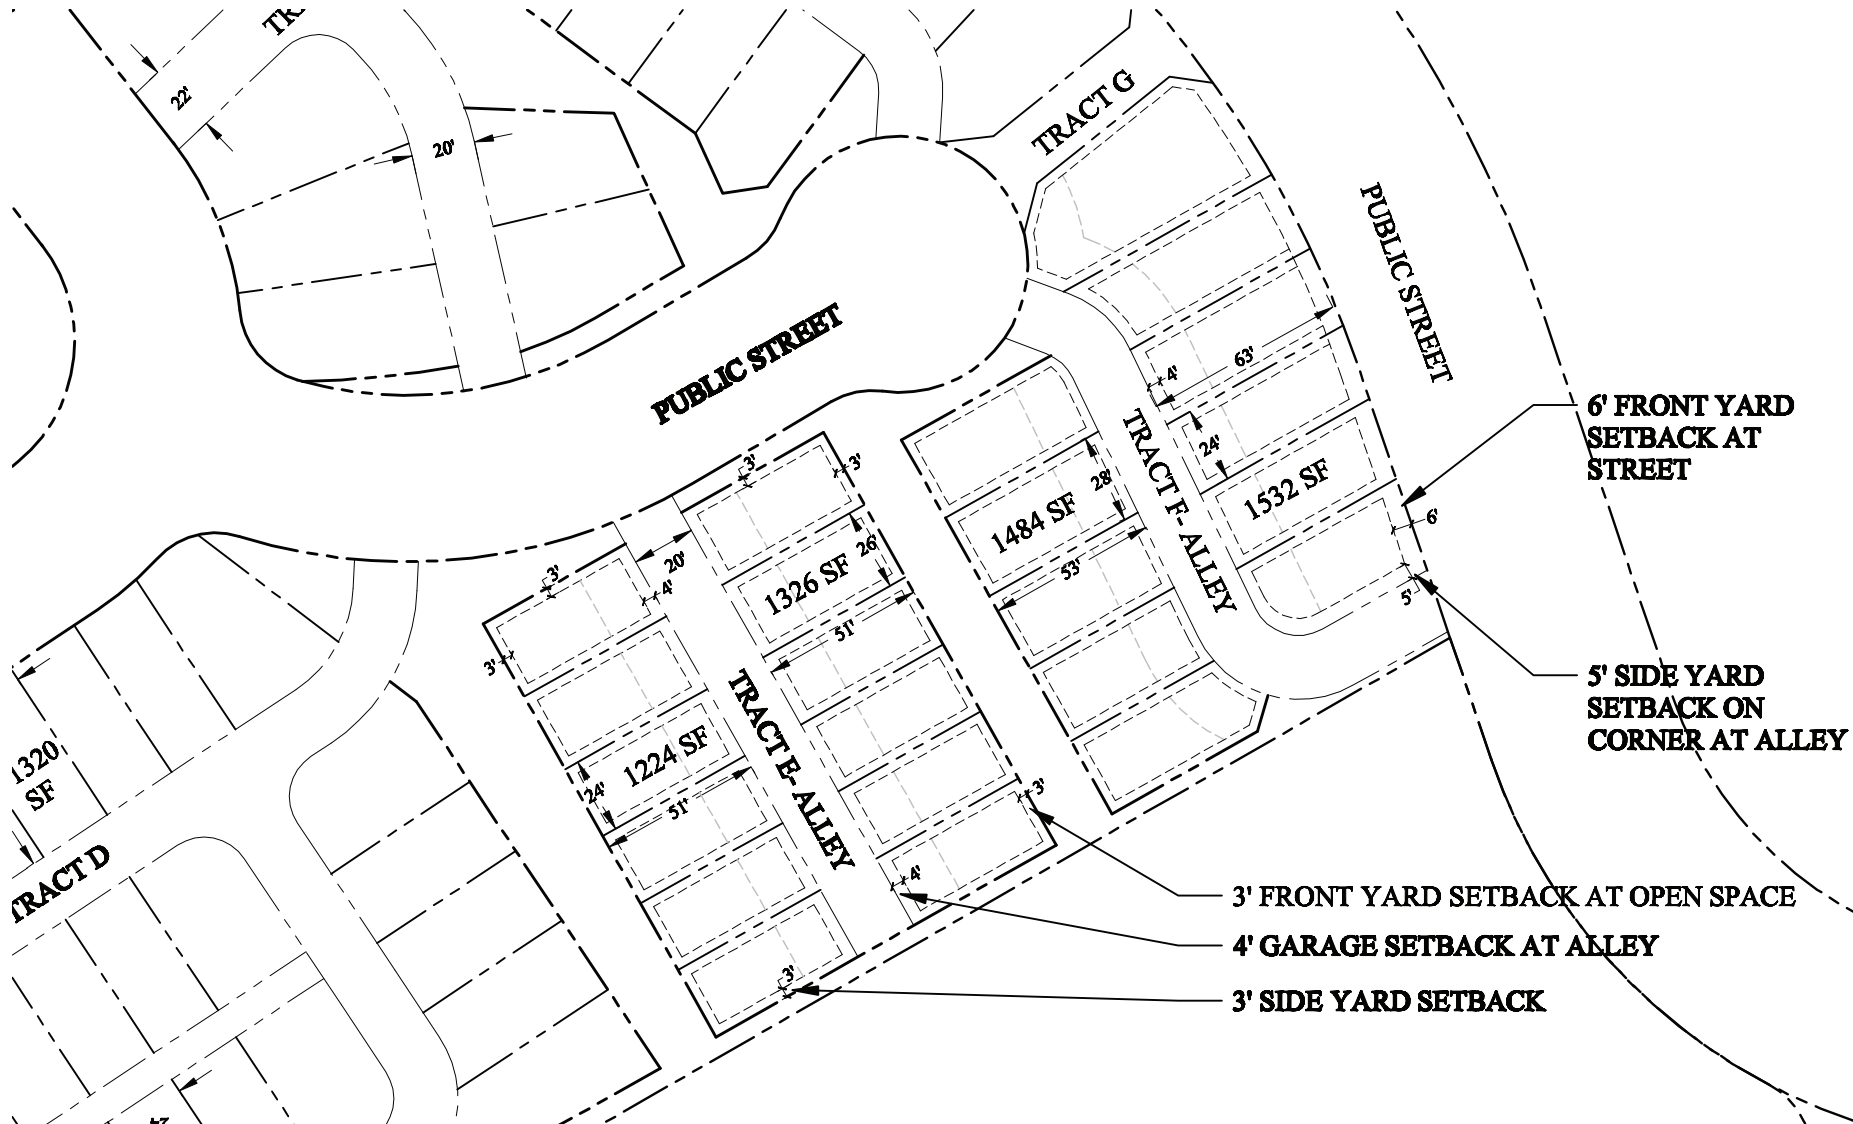 22'
20'
TRACT G
PUBLIC STREET
PUBLIC STREET
63'
4'
24'
1532 SF
6' FRONT YARD
SETBACK AT
STREET
6'
5'
5' SIDE YARD
SETBACK ON
CORNER AT ALLEY
TRACT F- ALLEY
28'
1484 SF
53'
3'
3'
26'
1326 SF
51'
20'
4'
3'
3'
TRACT E- ALLEY
1224 SF
24'
51'
3'
4'
3'
3' FRONT YARD SETBACK AT OPEN SPACE
4' GARAGE SETBACK AT ALLEY
3' SIDE YARD SETBACK
1320
SF
TRACT D